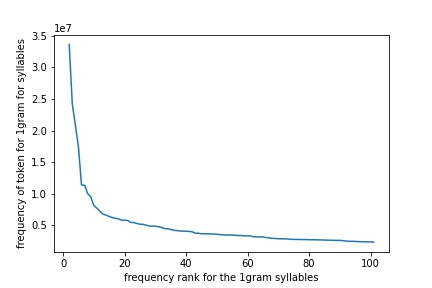 1e7
3.5
3.0
2.5
2.0
1.5
1.0
0.5
frequency of token for 1gram for syllables
0 20 40 60 80 100
frequency rank for the 1gram syllables